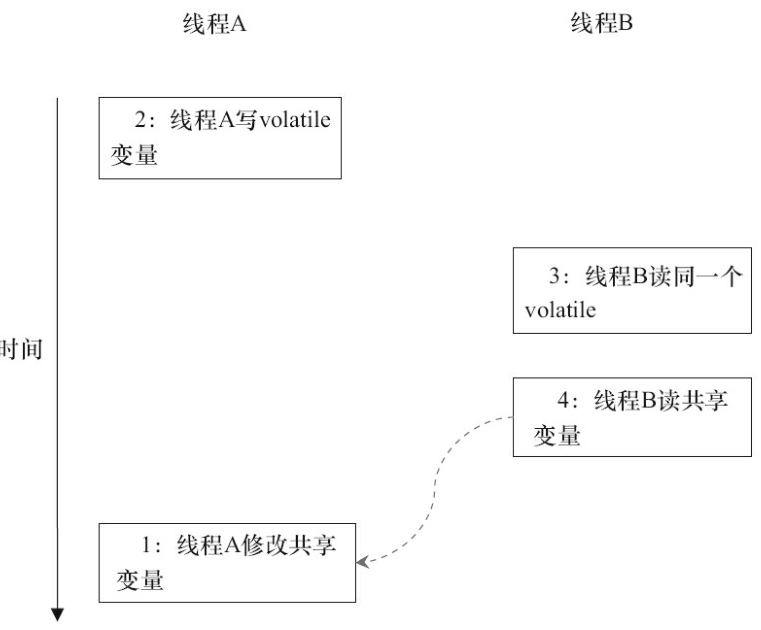 线程A
线程B
2：线程A写volatile
变量
3：线程B读同一个
volatile
时间
4：线程B读共享
变量
1：线程A修改共享
变量